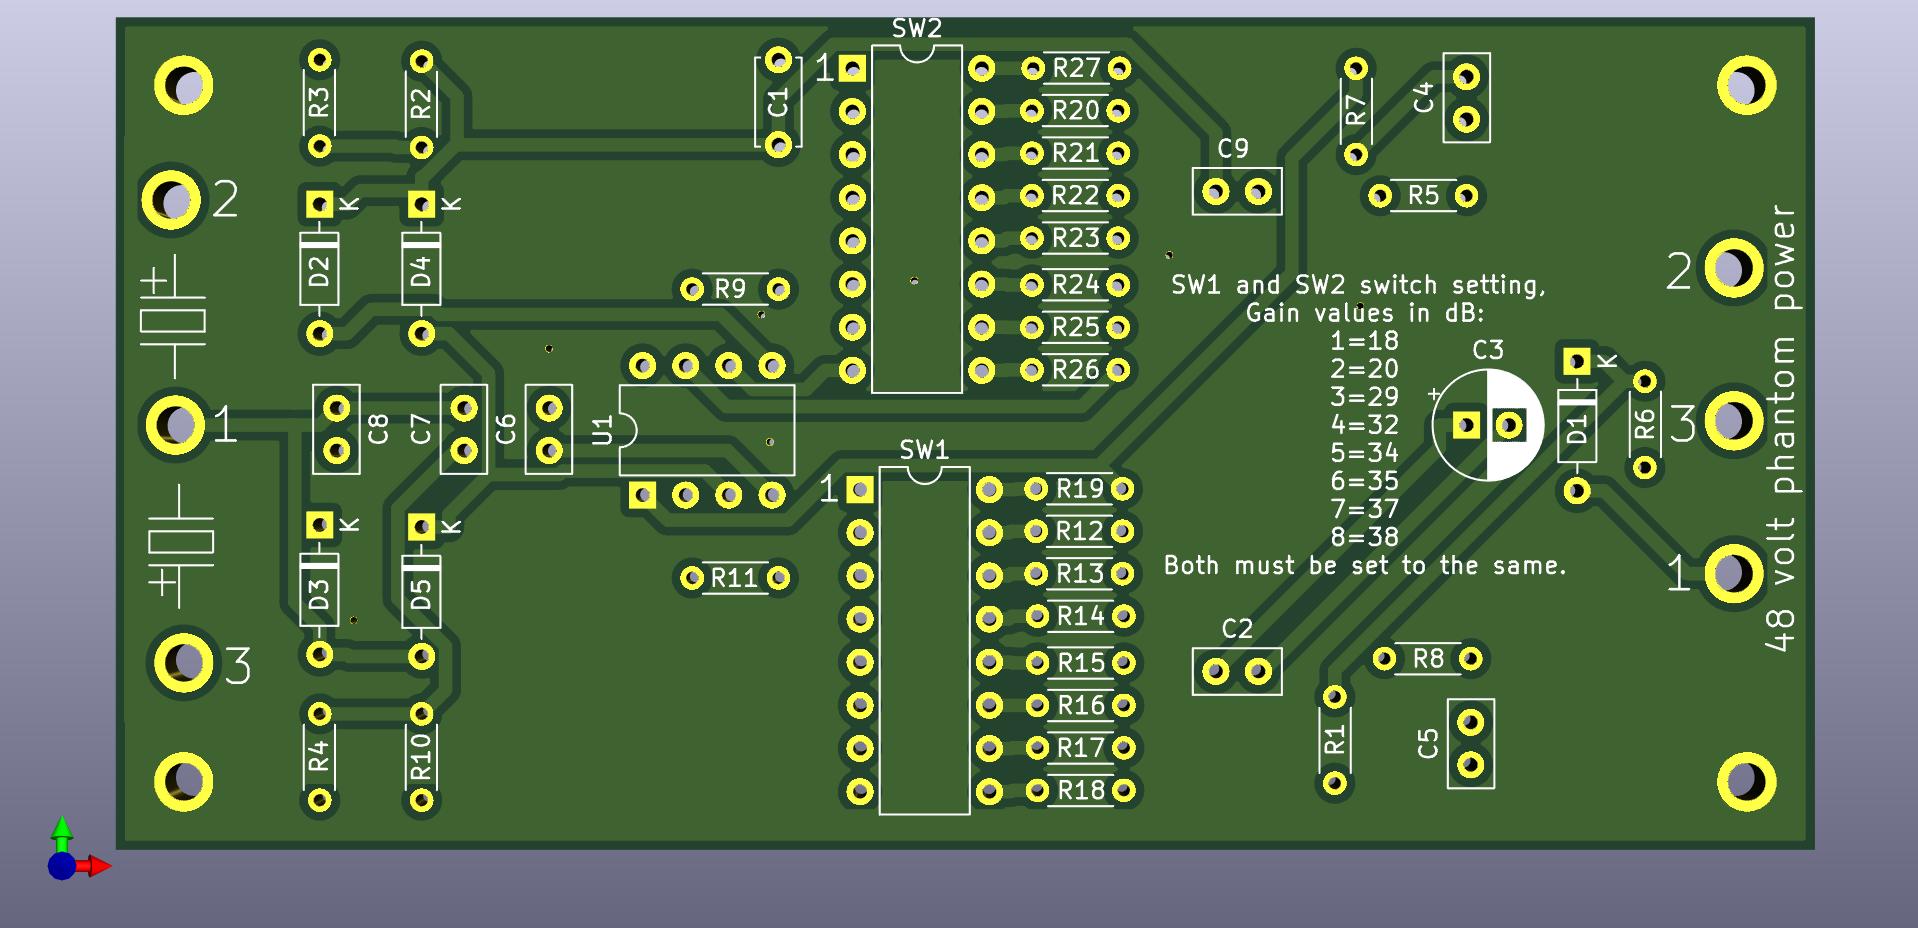 SW2
R3
R2
C1
1
R27
R20
R21
R22
R23
R24
R25
R26
R7
C4
C9
R5
2
K
K
D2
D4
R9
SW1 and SW2 switch setting,
Gain values in dB:
1=18
2=20
3=29
4=32
5=34
6=35
7=37
8=38
Both must be set to the same.
2
48 volt phantom power
+
C3
+
K
D1
R6
3
1
1
C8
C7
C6
U1
SW1
1
R19
R12
R13
R14
R15
R16
R17
R18
K
K
D3
D5
R11
+
3
R4
R10
C2
R8
R1
C5